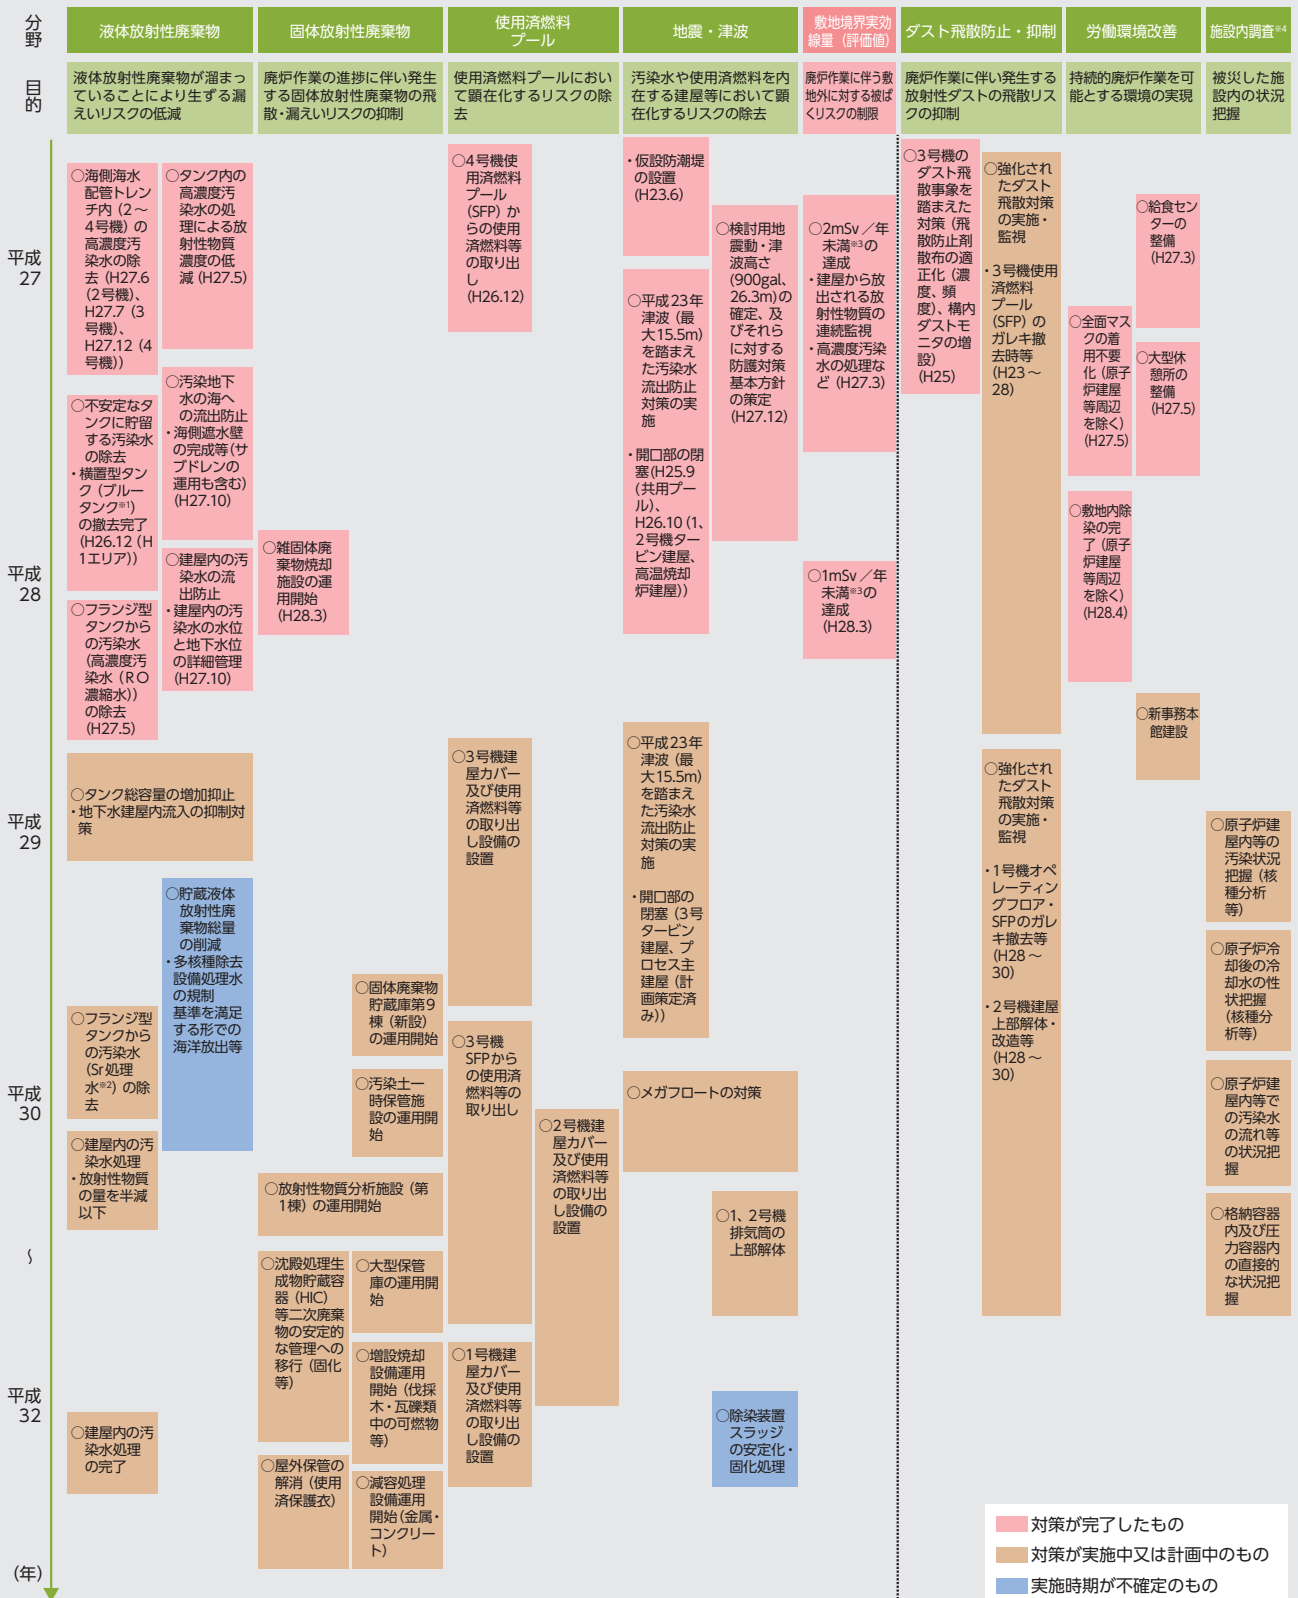 分野
液体放射性廃棄物
固体放射性廃棄物
使用済燃料
プール
地震・津波
敷地境界実効
線量（評価値）
ダスト飛散防止・抑制
労働環境改善
施設内調査※4
目的
液体放射性廃棄物が溜まっ
ていることにより生ずる漏
えいリスクの低減
廃炉作業の進捗に伴い発生
する固体放射性廃棄物の飛
散・漏えいリスクの抑制
使用済燃料プールにおい
て顕在化するリスクの除
去
汚染水や使用済燃料を内
在する建屋等において顕
在化するリスクの除去
廃炉作業に伴う敷
地外に対する被ば
くリスクの制限
廃炉作業に伴い発生する
放射性ダストの飛散リス
クの抑制
持続的廃炉作業を可
能とする環境の実現
被災した施
設内の状況
把握
平成
27
平成
28
平成
29
平成
30
〜
平成
32
(年)
○海側海水
配管トレン
チ内（2～
4号機）の
高濃度汚
染水の除
去（H27.6
(2号機)、
H27.7（3
号機)、
H27.12（4
号機)）
○タンク内の
高濃度汚
染水の処
理による放
射性物質
濃度の低
減（H27.5）
○不安定なタ
ンクに貯留
する汚染水
の除去
・横置型タン
ク（ブルー
タンク※1）
の撤去完了
(H26.12（H
1エリア)）
○汚染地下
水の海へ
の流出防止
・海側遮水壁
の完成等（サ
ブドレンの
運用も含む）
(H27.10)
○建屋内の汚
染水の流
出防止
・建屋内の汚
染水の水位
と地下水位
の詳細管理
(H27.10)
○フランジ型
タンクから
の汚染水
(高濃度汚
染水（RO
濃縮水)）
の除去
(H27.5)
○タンク総容量の増加抑止
・地下水建屋内流入の抑制対
策
○貯蔵液体
放射性廃
棄物総量
の削減
・多核種除去
設備処理水
の規制
基準を満足
する形での
海洋放出等
○フランジ型
タンクから
の汚染水
(Sr処理
水※2）の除
去
○建屋内の汚
染水処理
・放射性物質
の量を半減
以下
○建屋内の汚
染水処理
の完了
○雑固体廃
棄物焼却
施設の運
用開始
(H28.3)
○固体廃棄物
貯蔵庫第9
棟（新設）
の運用開始
○汚染土一
時保管施
設の運用開
始
○放射性物質分析施設（第
1棟）の運用開始
○沈殿処理生
成物貯蔵容
器（HIC）
等二次廃棄
物の安定的
な管理への
移行（固化
等）
○大型保管
庫の運用開
始
○増設焼却
設備運用
開始（伐採
木・瓦礫類
中の可燃物
等）
○屋外保管の
解消（使用
済保護衣）
○減容処理
設備運用
開始（金属・
コンクリー
ト）
○4号機使
用済燃料
プール
(SFP）か
らの使用
済燃料等
の取り出
し
(H26.12)
○3号機建
屋カバー
及び使用
済燃料等
の取り出
し設備の
設置
○3号機
SFPから
の使用済
燃料等の
取り出し
○2号機建
屋カバー
及び使用
済燃料等
の取り出
し設備の
設置
○1号機建
屋カバー
及び使用
済燃料等
の取り出
し設備の
設置
・仮設防潮堤
の設置
(H23.6)
○検討用地
震動・津
波高さ
(900gal、
26.3m)の
確定、及
びそれら
に対する
防護対策
基本方針
の策定
(H27.12)
○平成23年
津波（最
大15.5m）
を踏まえ
た汚染水
流出防止
対策の実
施
・開口部の閉
塞(H25.9
(共用プー
ル)、
H26.10（1、
2号機ター
ビン建屋、
高温焼却
炉建屋)）
○平成23年
津波（最
大15.5m）
を踏まえ
た汚染水
流出防止
対策の実
施
・開口部の
閉塞（3号
タービン
建屋、プ
ロセス主
建屋（計
画策定済
み)）
○メガフロートの対策
○1、2号機
排気筒の
上部解体
○除染装置
スラッジ
の安定化・
固化処理
○2mSv／年
未満※3の
達成
・建屋から放
出される放
射性物質の
連続監視
・高濃度汚染
水の処理な
ど（H27.3）
○1mSv／年
未満※3の
達成
(H28.3)
○3号機の
ダスト飛
散事象を
踏まえた
対策（飛
散防止剤
散布の適
正化（濃
度、頻
度）、構内
ダストモ
ニタの増
設）
(H25)
○強化され
たダスト
飛散対策
の実施・
監視
・3号機使用
済燃料
プール
(SFP）の
ガレキ撤
去時等
(H23～
28)
○強化され
たダスト
飛散対策
の実施・
監視
・1号機オペ
レーティン
グフロア・
SFPのガレ
キ撤去等
(H28～
30)
・2号機建屋
上部解体・
改造等
(H28～
30)
○給食セン
ターの
整備
(H27.3)
○全面マス
クの着
用不要
化（原子
炉建屋
等周辺
を除く）
(H27.5)
○大型休
憩所の
整備
(H27.5)
○敷地内除
染の完
了（原子
炉建屋
等周辺
を除く）
(H28.4)
○新事務本
館建設
○原子炉建
屋内等の
汚染状況
把握（核
種分析
等）
○原子炉冷
却後の冷
却水の性
状把握
（核種分
析等）
○原子炉建
屋内等で
の汚染水
の流れ等
の状況把
握
○格納容器
内及び圧
力容器内
の直接的
な状況把
握
対策が完了したもの
対策が実施中又は計画中のもの
実施時期が不確定のもの